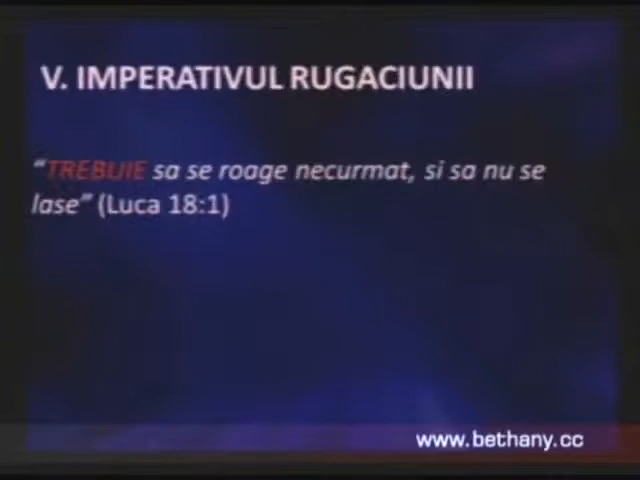 V. IMPERATIVUL RUGACIUNII
"TREBUIE sa se roage necurmat, si sa nu se
lase" (Luca 18:1)
www.bethany.cc